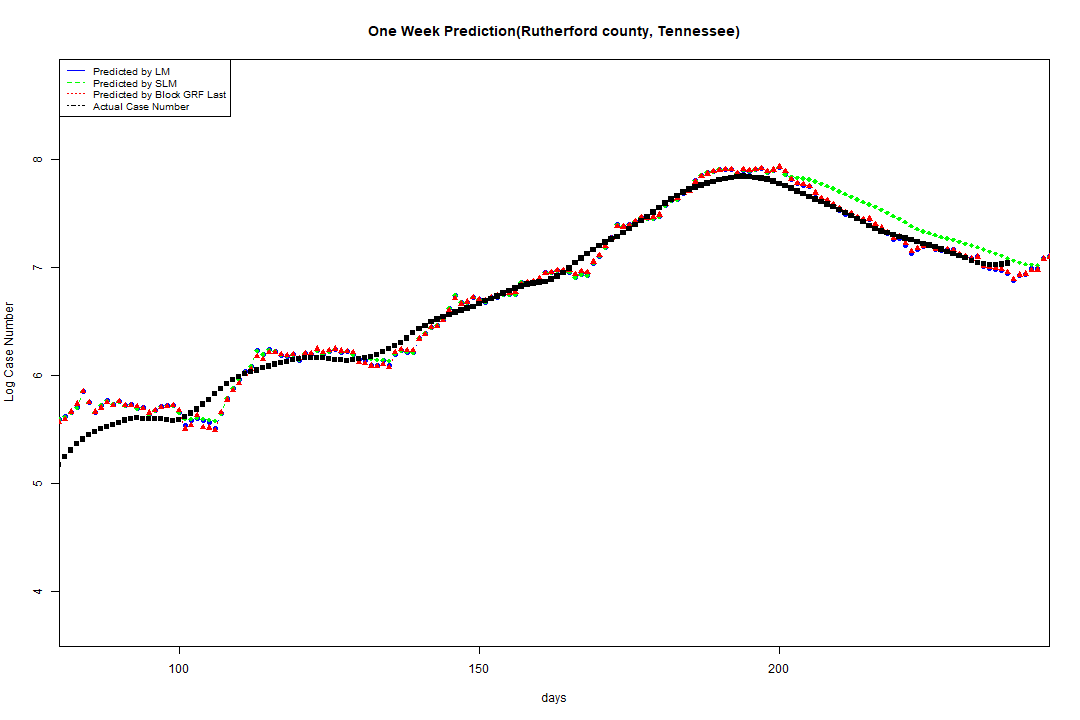 One Week Prediction(Rutherford county, Tennessee)
Predicted by LM
Predicted by SLM
Predicted by Block GRF Last
Actual Case Number
8
7
6
5
4
Log Case Number
100 150 200
days